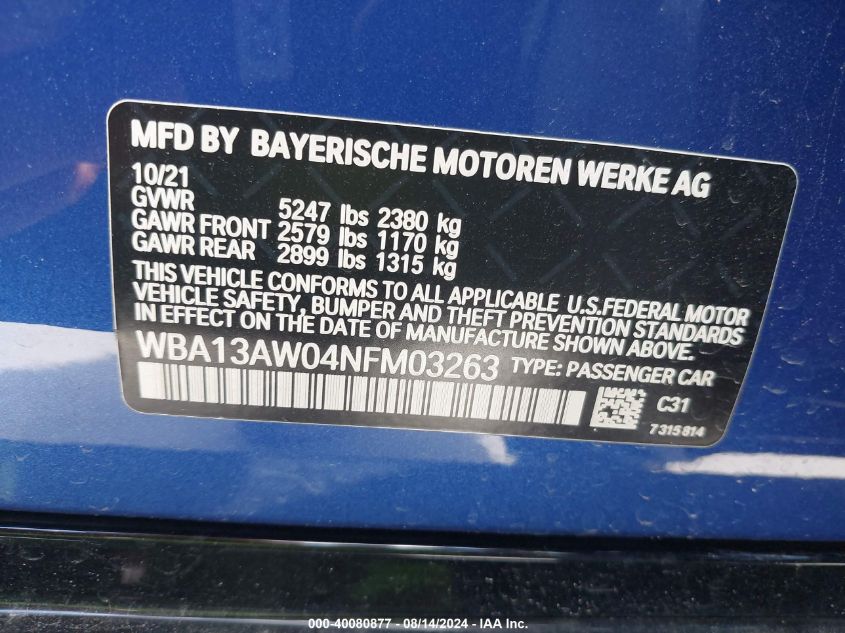 MFD BY BAYERISCHE MOTOREN WERKE AG
10/21
GVWR 5247 lbs 2380 kg
GAWR FRONT 2579 lbs 1170 kg
GAWR REAR 2899 lbs 1315 kg
THIS VEHICLE CONFORMS TO ALL APPLICABLE U.S.FEDERAL MOTOR
VEHICLE SAFETY, BUMPER AND THEFT PREVENTION STANDARDS
IN EFFECT ON THE DATE OF MANUFACTURE SHOWN ABOVE.
WBA13AW04NFM03263 TYPE: PASSENGER CAR
C31
7315814
000-40080877 - 08/14/2024 - IAA Inc.